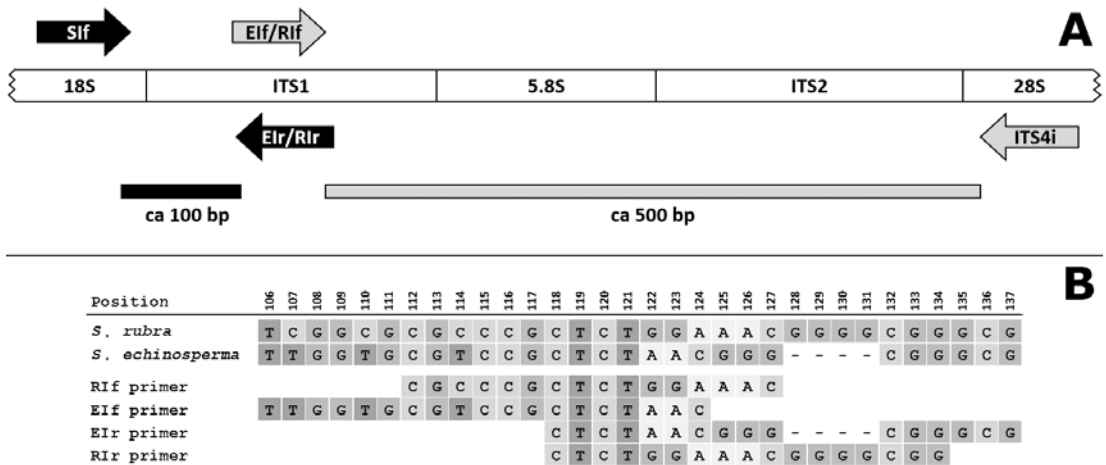 A
SIf EIf/RIf
18S ITS1 5.8S ITS2 28S
EIr/RIr ITS4i
ca 100 bp ca 500 bp
B
Position 106 107 108 109 110 111 112 113 114 115 116 117 118 119 120 121 122 123 124 125 126 127 128 129 130 131 132 133 134 135 136 137
S. rubra T C G G C G C G C C C G C T C T G G A A A C G G G G C G G G C G
S. echinosperma T T G G T G C G T C C G C T C T A A C G G G - - - - C G G G C G
RIf primer C G C C C G C T C T G G A A A C
EIf primer T T G G T G C G T C C G C T C T A A C
EIr primer C T C T A A C G G G - - - - C G G G C G
RIr primer C T C T G G A A A C G G G G C G G